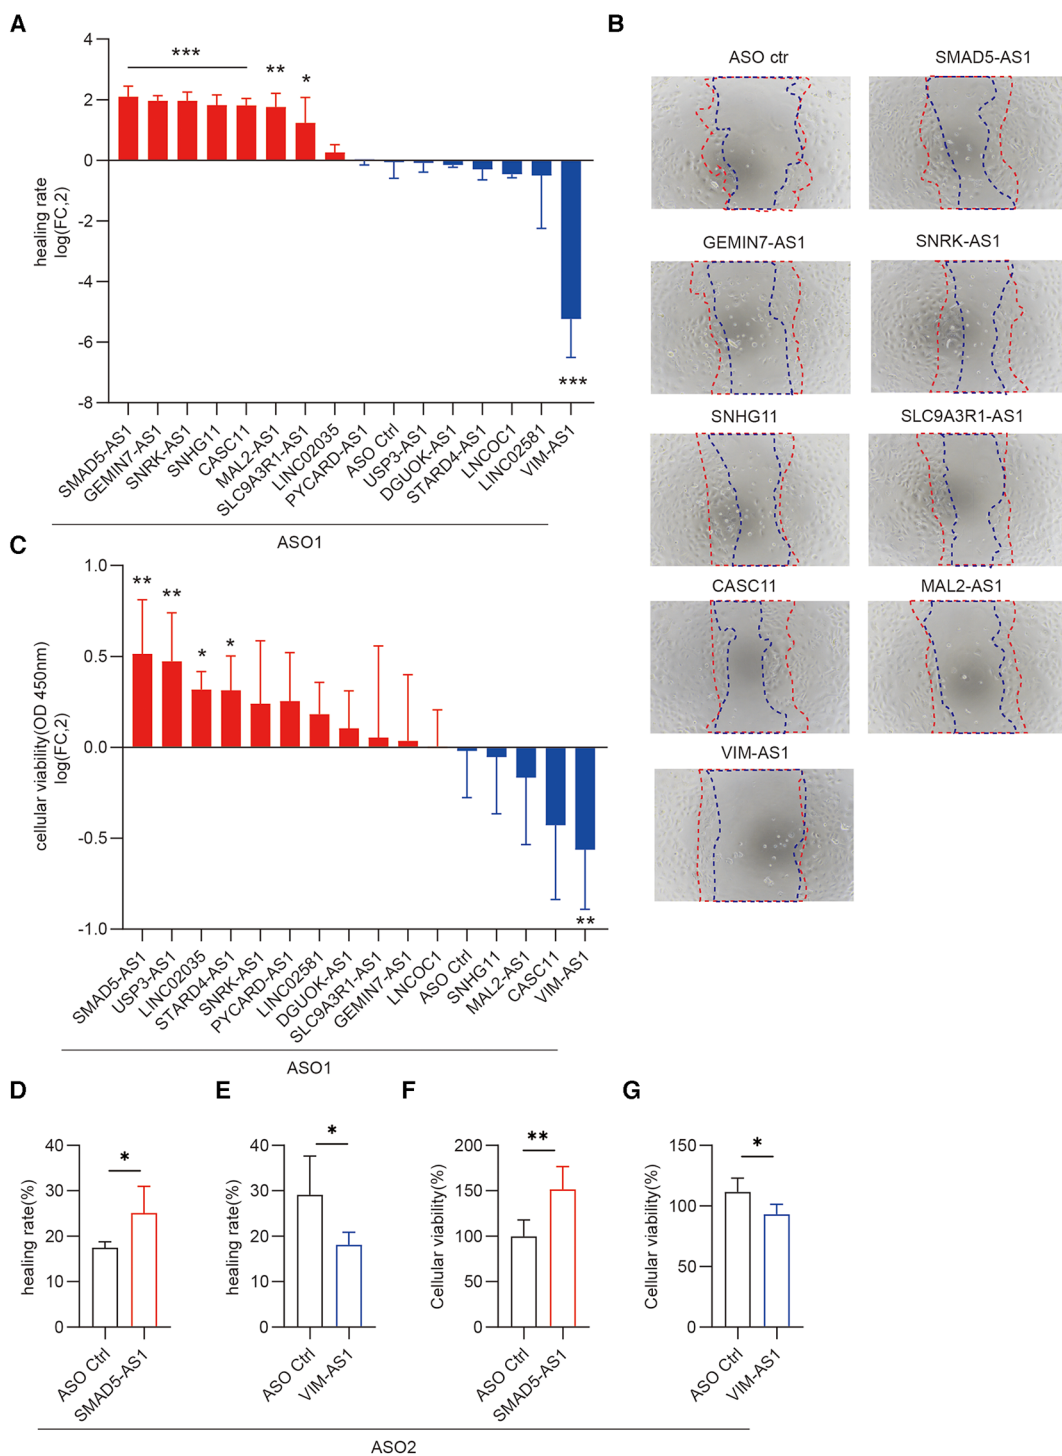 A
4
2
0
-2
-4
-6
-8
healing rate
log(FC,2)
***
**
*
***
SMAD5-AS1
GEMIN7-AS1
SNRK-AS1
SNHG11
CASC11
MAL2-AS1
SLC9A3R1-AS1
LINC02035
PYCARD-AS1
ASO Ctrl
USP3-AS1
DGUOK-AS1
STARD4-AS1
LNCOC1
LINC02581
VIM-AS1
ASO1
B
ASO ctr
SMAD5-AS1
GEMIN7-AS1
SNRK-AS1
SNHG11
SLC9A3R1-AS1
CASC11
MAL2-AS1
VIM-AS1
C
1.0
0.5
0.0
-0.5
-1.0
cellular viability(OD 450nm)
log(FC,2)
**
**
*
*
**
SMAD5-AS1
USP3-AS1
LINC02035
STARD4-AS1
SNRK-AS1
PYCARD-AS1
LINC02581
DGUOK-AS1
SLC9A3R1-AS1
GEMIN7-AS1
LNCOC1
ASO Ctrl
SNHG11
MAL2-AS1
CASC11
VIM-AS1
ASO1
D
40
30
20
10
0
healing rate(%)
*
ASO Ctrl
SMAD5-AS1
E
40
30
20
10
0
healing rate(%)
*
ASO Ctrl
VIM-AS1
F
200
150
100
50
0
Cellular viability(%)
**
ASO Ctrl
SMAD5-AS1
G
150
100
50
0
Cellular viability(%)
*
ASO Ctrl
VIM-AS1
ASO2